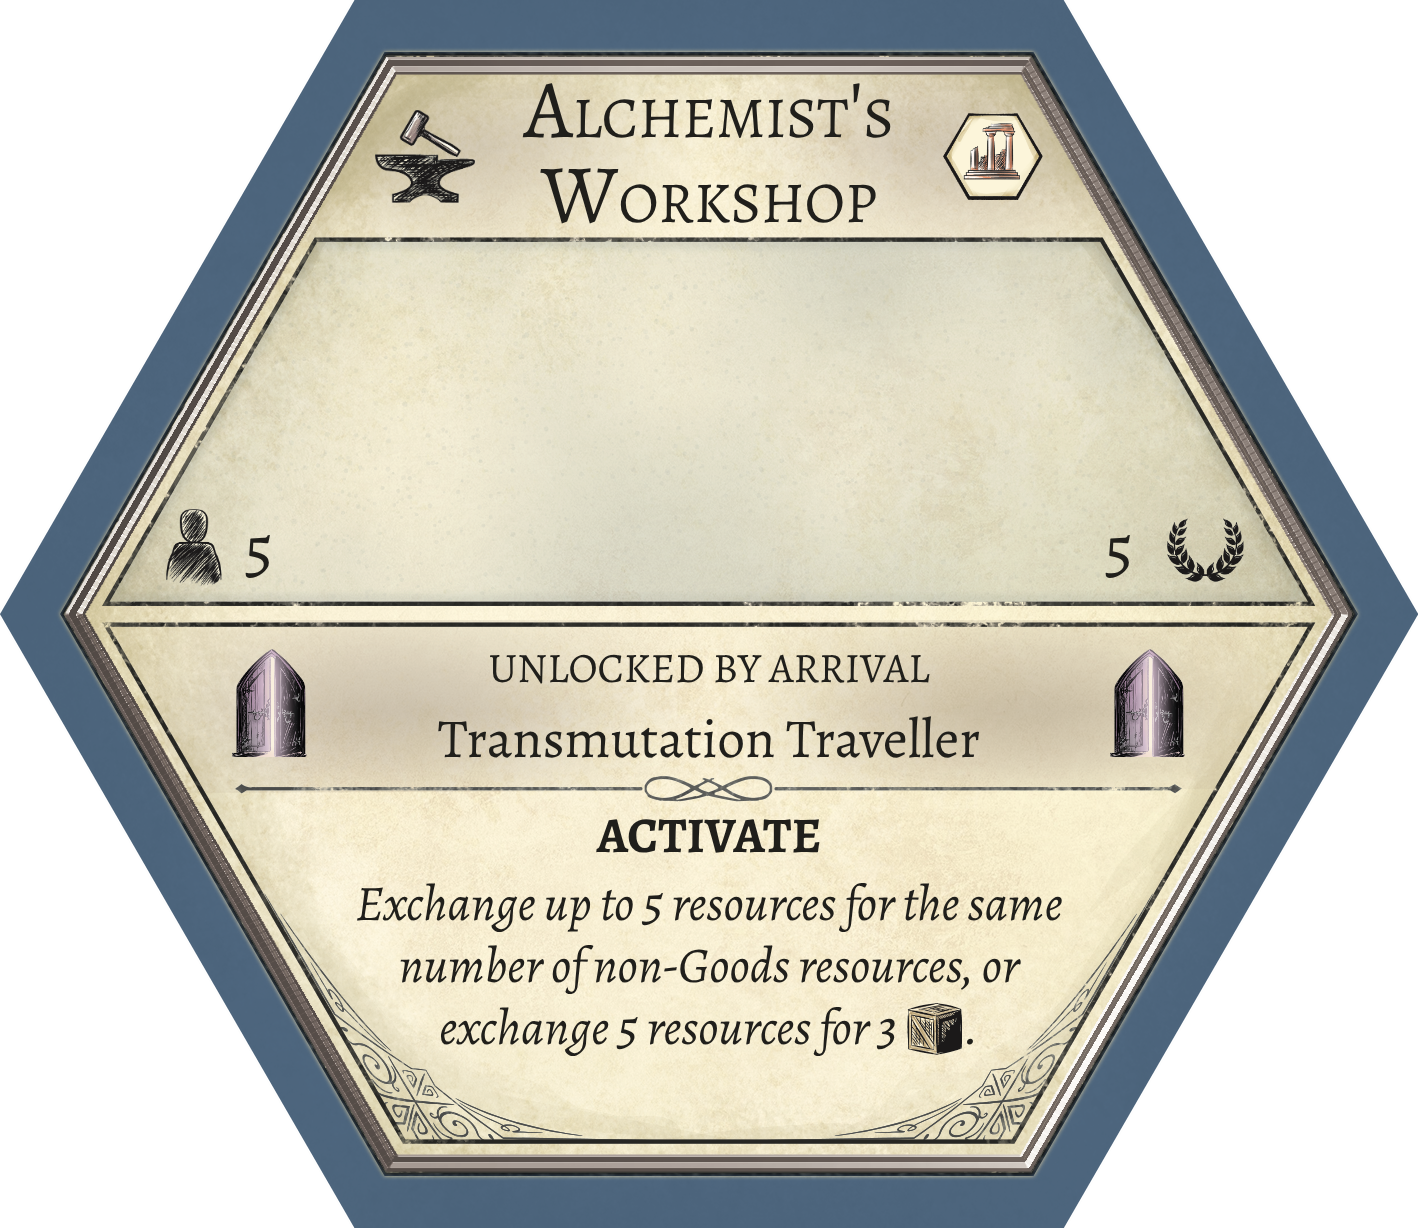 Alchemist's
Workshop
5
5
UNLOCKED BY ARRIVAL
Transmutation Traveller
ACTIVATE
Exchange up to 5 resources for the same
number of non-Goods resources, or
exchange 5 resources for 3 .